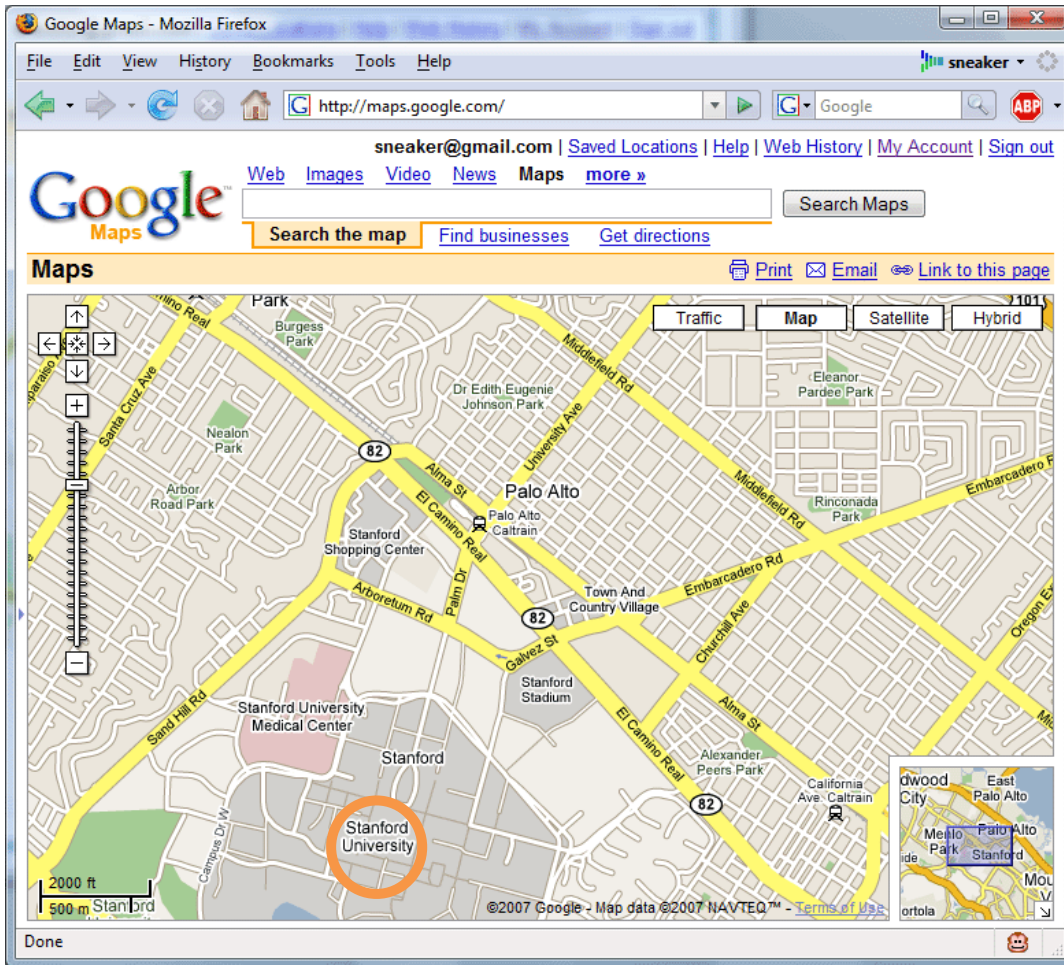 Google Maps - Mozilla Firefox
File Edit View History Bookmarks Tools Help
sneaker
G http://maps.google.com/
G Google
ABP
sneaker@gmail.com | Saved Locations | Help | Web History | My Account | Sign out
Google
Maps
Web Images Video News Maps more »
Search Maps
Search the map Find businesses Get directions
Maps
Print Email Link to this page
Traffic Map Satellite Hybrid
101
Park
Burgess
Park
Middlefield Rd
Santa Cruz Ave
Dr Edith Eugenie
Johnson Park
Eleanor
Pardee Park
University Ave
Nealon
Park
82
Alma St
Palo Alto
Middlefield Rd
Arbor
Road Park
El Camino Real
Palo Alto
Caltrain
Rinconada
Park
Stanford
Shopping Center
Palm Dr
Embarcadero Rd
Arboretum Rd
Town And
Country Village
82
Churchill Ave
Galvez St
Stanford
Stadium
Sand Hill Rd
Stanford University
Medical Center
El Camino Real
Alma St
Stanford
Alexander
Peers Park
California
Ave. Caltrain
82
Stanford
University
Campus Dr W
2000 ft
500 m
Stanford
©2007 Google - Map data ©2007 NAVTEQ™ - Terms of Use
dwood
City
East
Palo Alto
Menlo
Park
Palo Alto
Stanford
Mou
V
ortola
Done